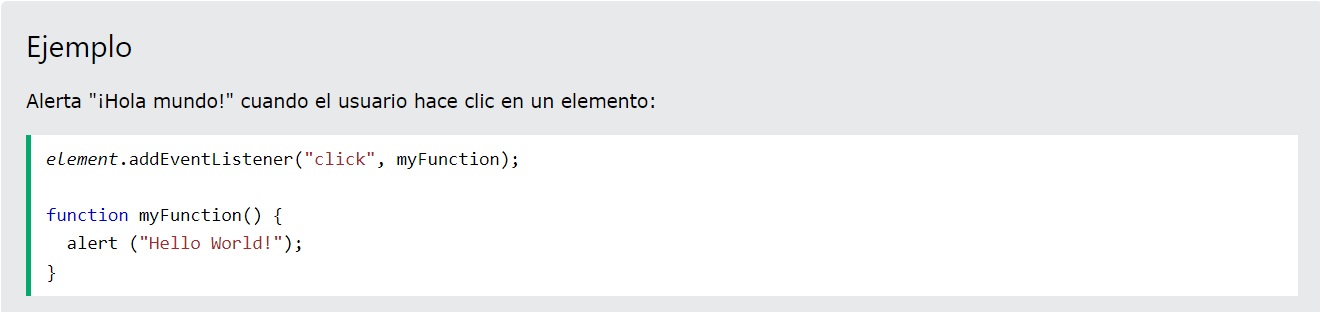 Ejemplo
Alerta "¡Hola mundo!" cuando el usuario hace clic en un elemento:
element.addEventListener("click", myFunction);
function myFunction() {
  alert ("Hello World!");
}